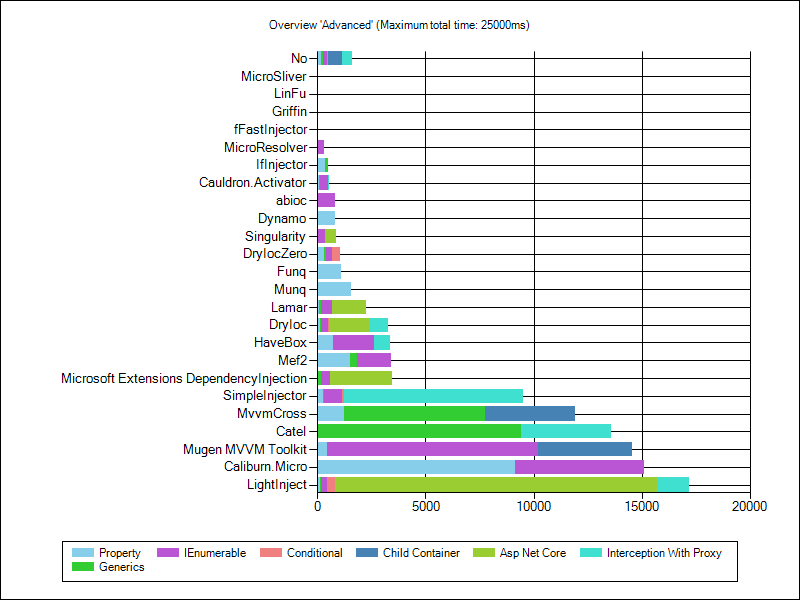 Overview 'Advanced' (Maximum total time: 25000ms)
No
MicroSliver
LinFu
Griffin
fFastInjector
MicroResolver
IfInjector
Cauldron.Activator
abioc
Dynamo
Singularity
DryIocZero
Funq
Munq
Lamar
DryIoc
HaveBox
Mef2
Microsoft Extensions DependencyInjection
SimpleInjector
MvvmCross
Catel
Mugen MVVM Toolkit
Caliburn.Micro
LightInject
0 5000 10000 15000 20000
Property IEnumerable Conditional Child Container Asp Net Core Interception With Proxy
Generics